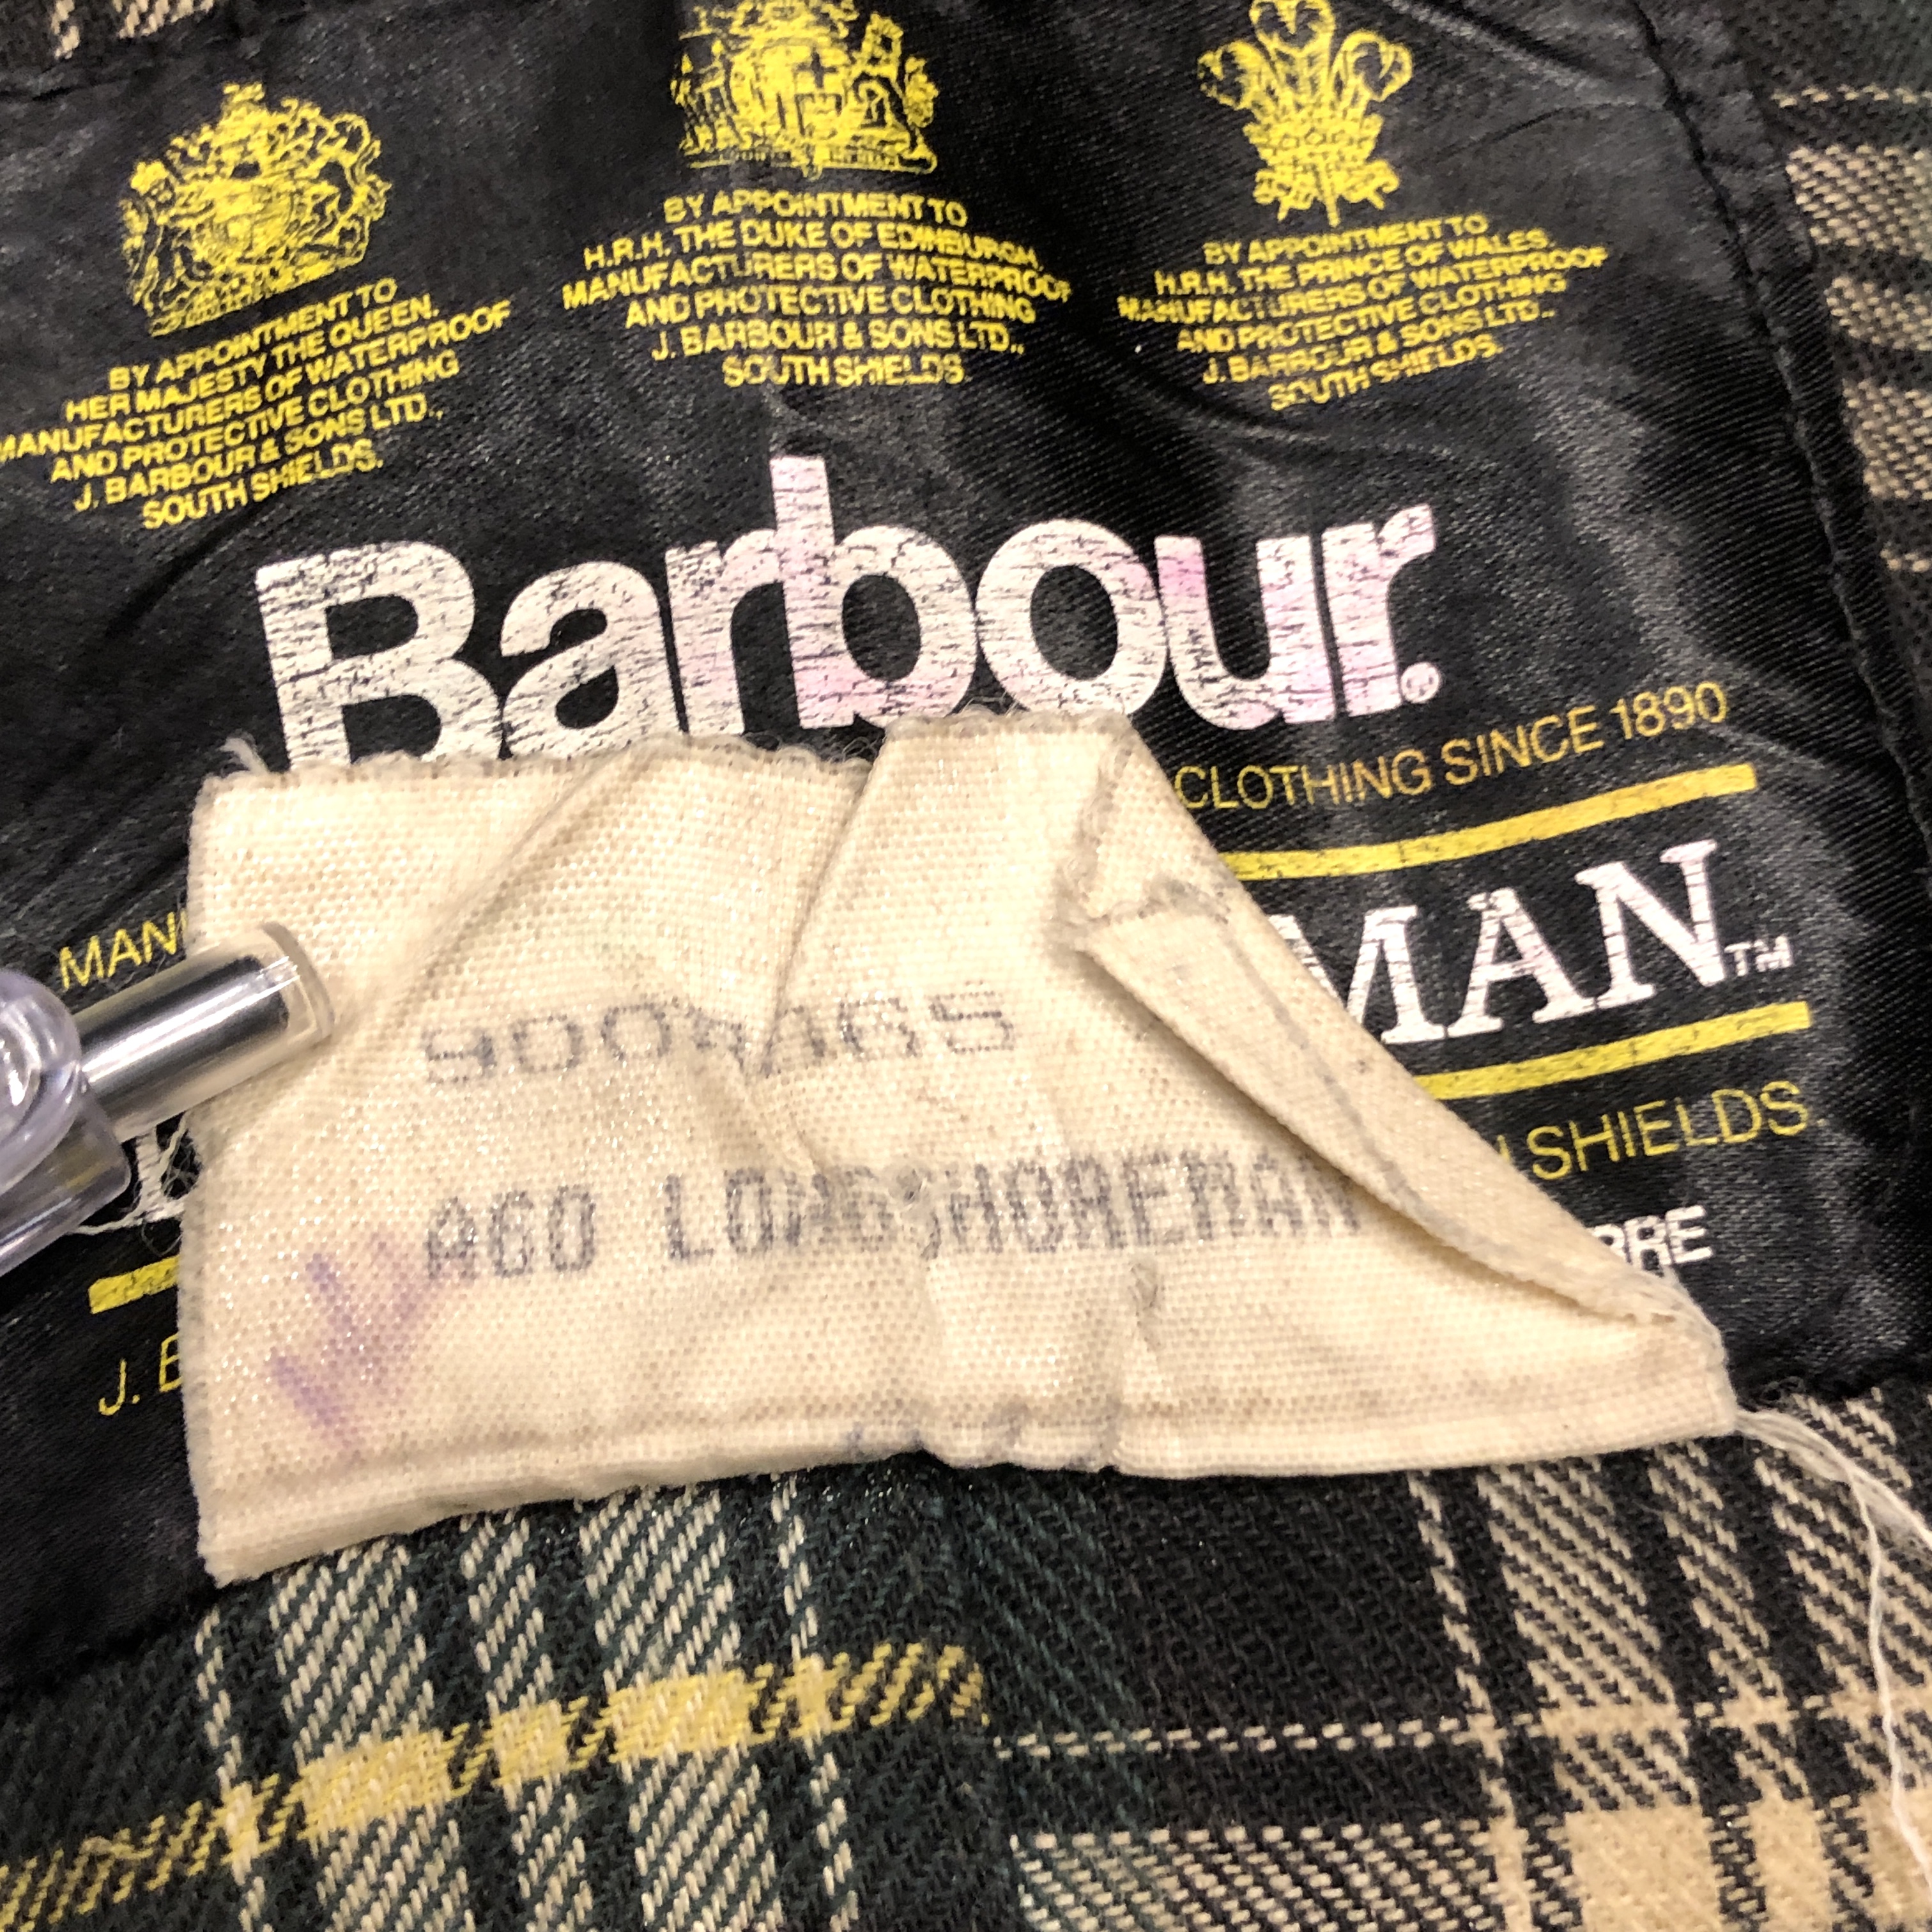 BY APPOINTMENT TO
HER MAJESTY THE QUEEN.
MANUFACTURERS OF WATERPROOF
AND PROTECTIVE CLOTHING
J. BARBOUR & SONS LTD.,
SOUTH SHIELDS.
BY APPOINTMENT TO
H.R.H. THE DUKE OF EDINBURGH.
MANUFACTURERS OF WATERPROOF
AND PROTECTIVE CLOTHING
J. BARBOUR & SONS LTD.,
SOUTH SHIELDS.
BY APPOINTMENT TO
H.R.H. THE PRINCE OF WALES.
MANUFACTURERS OF WATERPROOF
AND PROTECTIVE CLOTHING
J. BARBOUR & SONS LTD.,
SOUTH SHIELDS.
Barbour.®
MANU CLOTHING SINCE 1890
MAN™
J. SHIELDS.
AGO LONGSHOREMAN